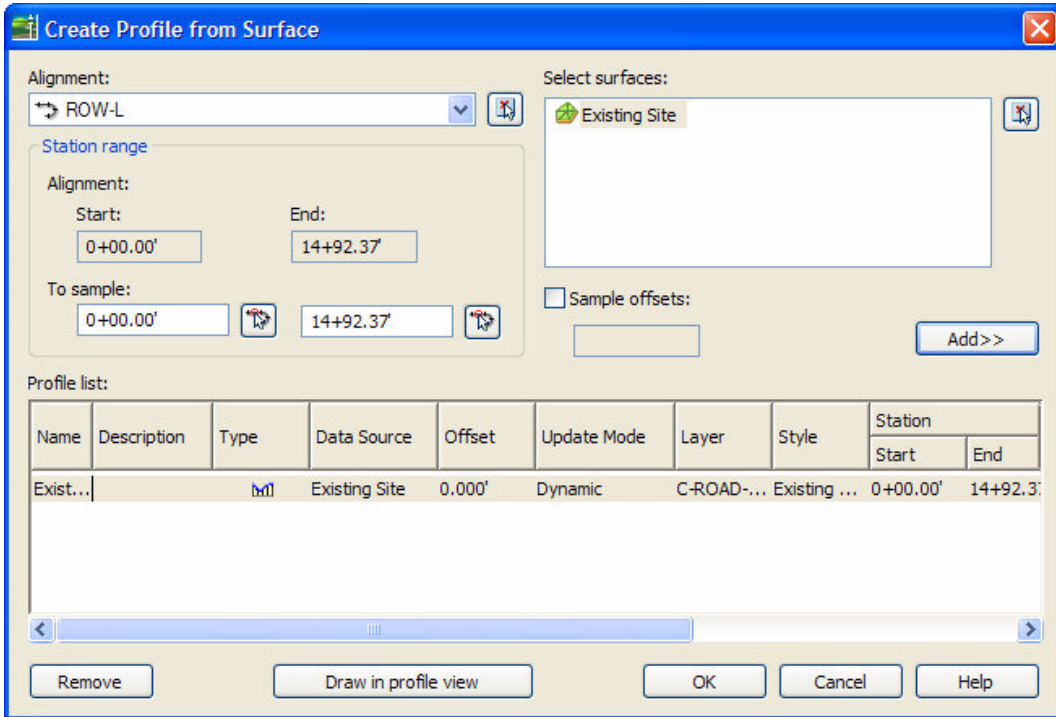 Create Profile from Surface
Alignment:
ROW-L
Select surfaces:
Existing Site
Station range
Alignment:
Start: End:
0+00.00' 14+92.37'
To sample:
0+00.00' 14+92.37'
Sample offsets:
Add>>
Profile list:
Name Description Type Data Source Offset Update Mode Layer Style Station
Start End
Exist... Existing Site 0.000' Dynamic C-ROAD-... Existing ... 0+00.00' 14+92.3
Remove Draw in profile view OK Cancel Help